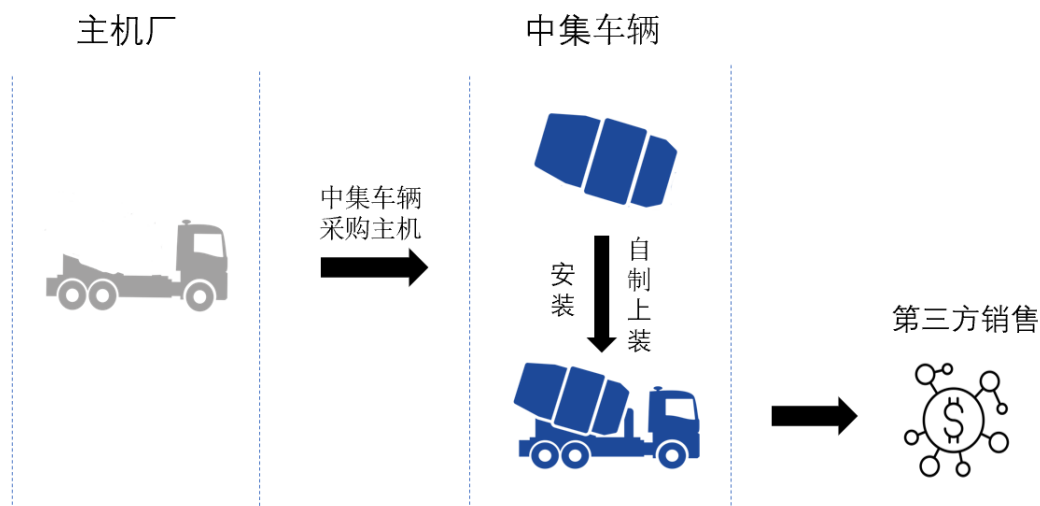 主机厂
中集车辆
中集车辆
采购主机
安装
自制上装
第三方销售
$